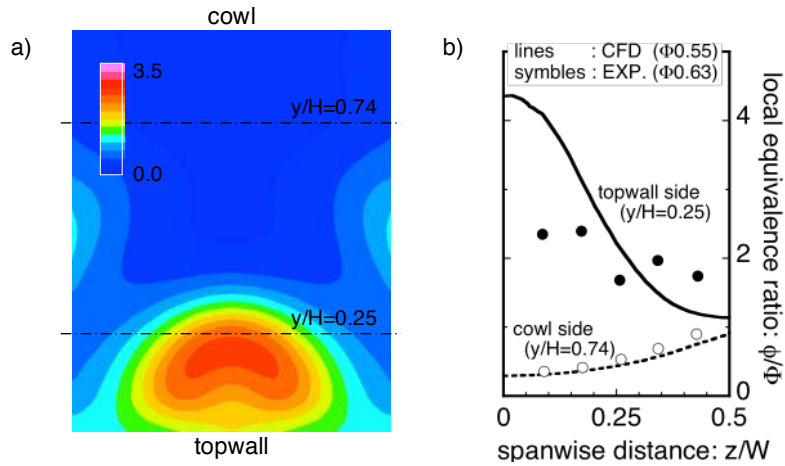 cowl
a)
3.5
y/H=0.74
0.0
y/H=0.25
topwall
b)
lines : CFD (Φ0.55)
symbles : EXP. (Φ0.63)
4
topwall side
(y/H=0.25)
2
cowl side
(y/H=0.74)
0
0 0.25 0.5
spanwise distance: z/W
local equivalence ratio: ϕ/Φ